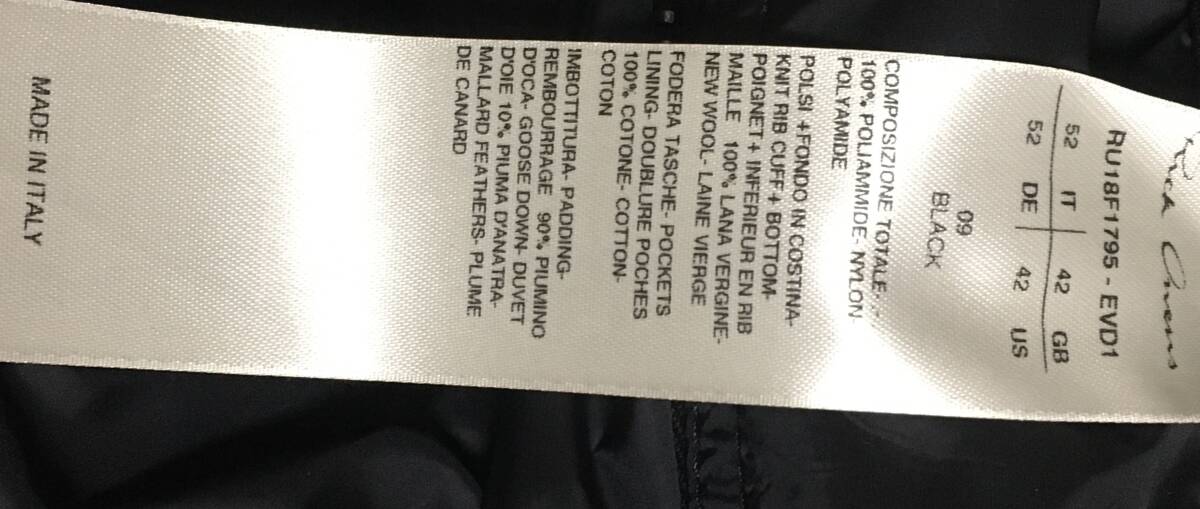 Rick Owens
RU18F1795 - EVD1
52 IT 42 GB
52 DE 42 US
09
BLACK
COMPOSIZIONE TOTALE- -
100% POLIAMMIDE- NYLON-
POLYAMIDE
POLSI +FONDO IN COSTINA-
KNIT RIB CUFF+ BOTTOM-
POIGNET+ INFERIEUR EN RIB
MAILLE 100% LANA VERGINE-
NEW WOOL- LAINE VIERGE
FODERA TASCHE- POCKETS
LINING- DOUBLURE POCHES
100% COTONE- COTTON-
COTON
IMBOTTITURA- PADDING-
REMBOURRAGE 90% PIUMINO
D'OCA- GOOSE DOWN- DUVET
D'OIE 10% PIUMA D'ANATRA-
MALLARD FEATHERS- PLUME
DE CANARD
MADE IN ITALY